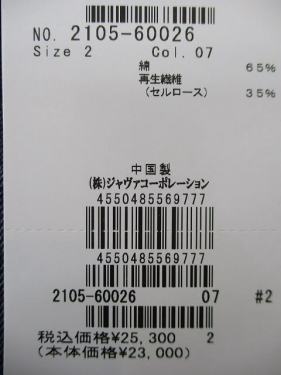 NO. 2105-60026
Size 2 Col. 07
綿 65%
再生繊維
(セルロース) 35%
中国製
(株)ジャヴァコーポレーション
4550485569777
4550485569777
2105-60026 07 #2
税込価格¥25,300 2
(本体価格¥23,000)